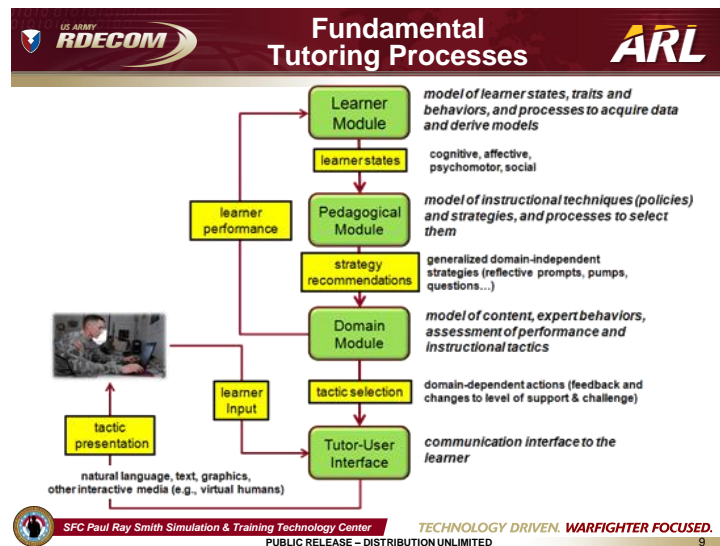 US ARMY
RDECOM
Fundamental
Tutoring Processes
ARL
Learner
Module
model of learner states, traits and
behaviors, and processes to acquire data
and derive models
learner states
cognitive, affective,
psychomotor, social
learner
performance
Pedagogical
Module
model of instructional techniques (policies)
and strategies, and processes to select
them
strategy
recommendations
generalized domain-independent
strategies (reflective prompts, pumps,
questions…)
Domain
Module
model of content, expert behaviors,
assessment of performance and
instructional tactics
learner
Input
tactic selection
domain-dependent actions (feedback and
changes to level of support & challenge)
tactic
presentation
Tutor-User
Interface
communication interface to the
learner
natural language, text, graphics,
other interactive media (e.g., virtual humans)
SFC Paul Ray Smith Simulation & Training Technology Center
TECHNOLOGY DRIVEN. WARFIGHTER FOCUSED.
PUBLIC RELEASE – DISTRIBUTION UNLIMITED
9